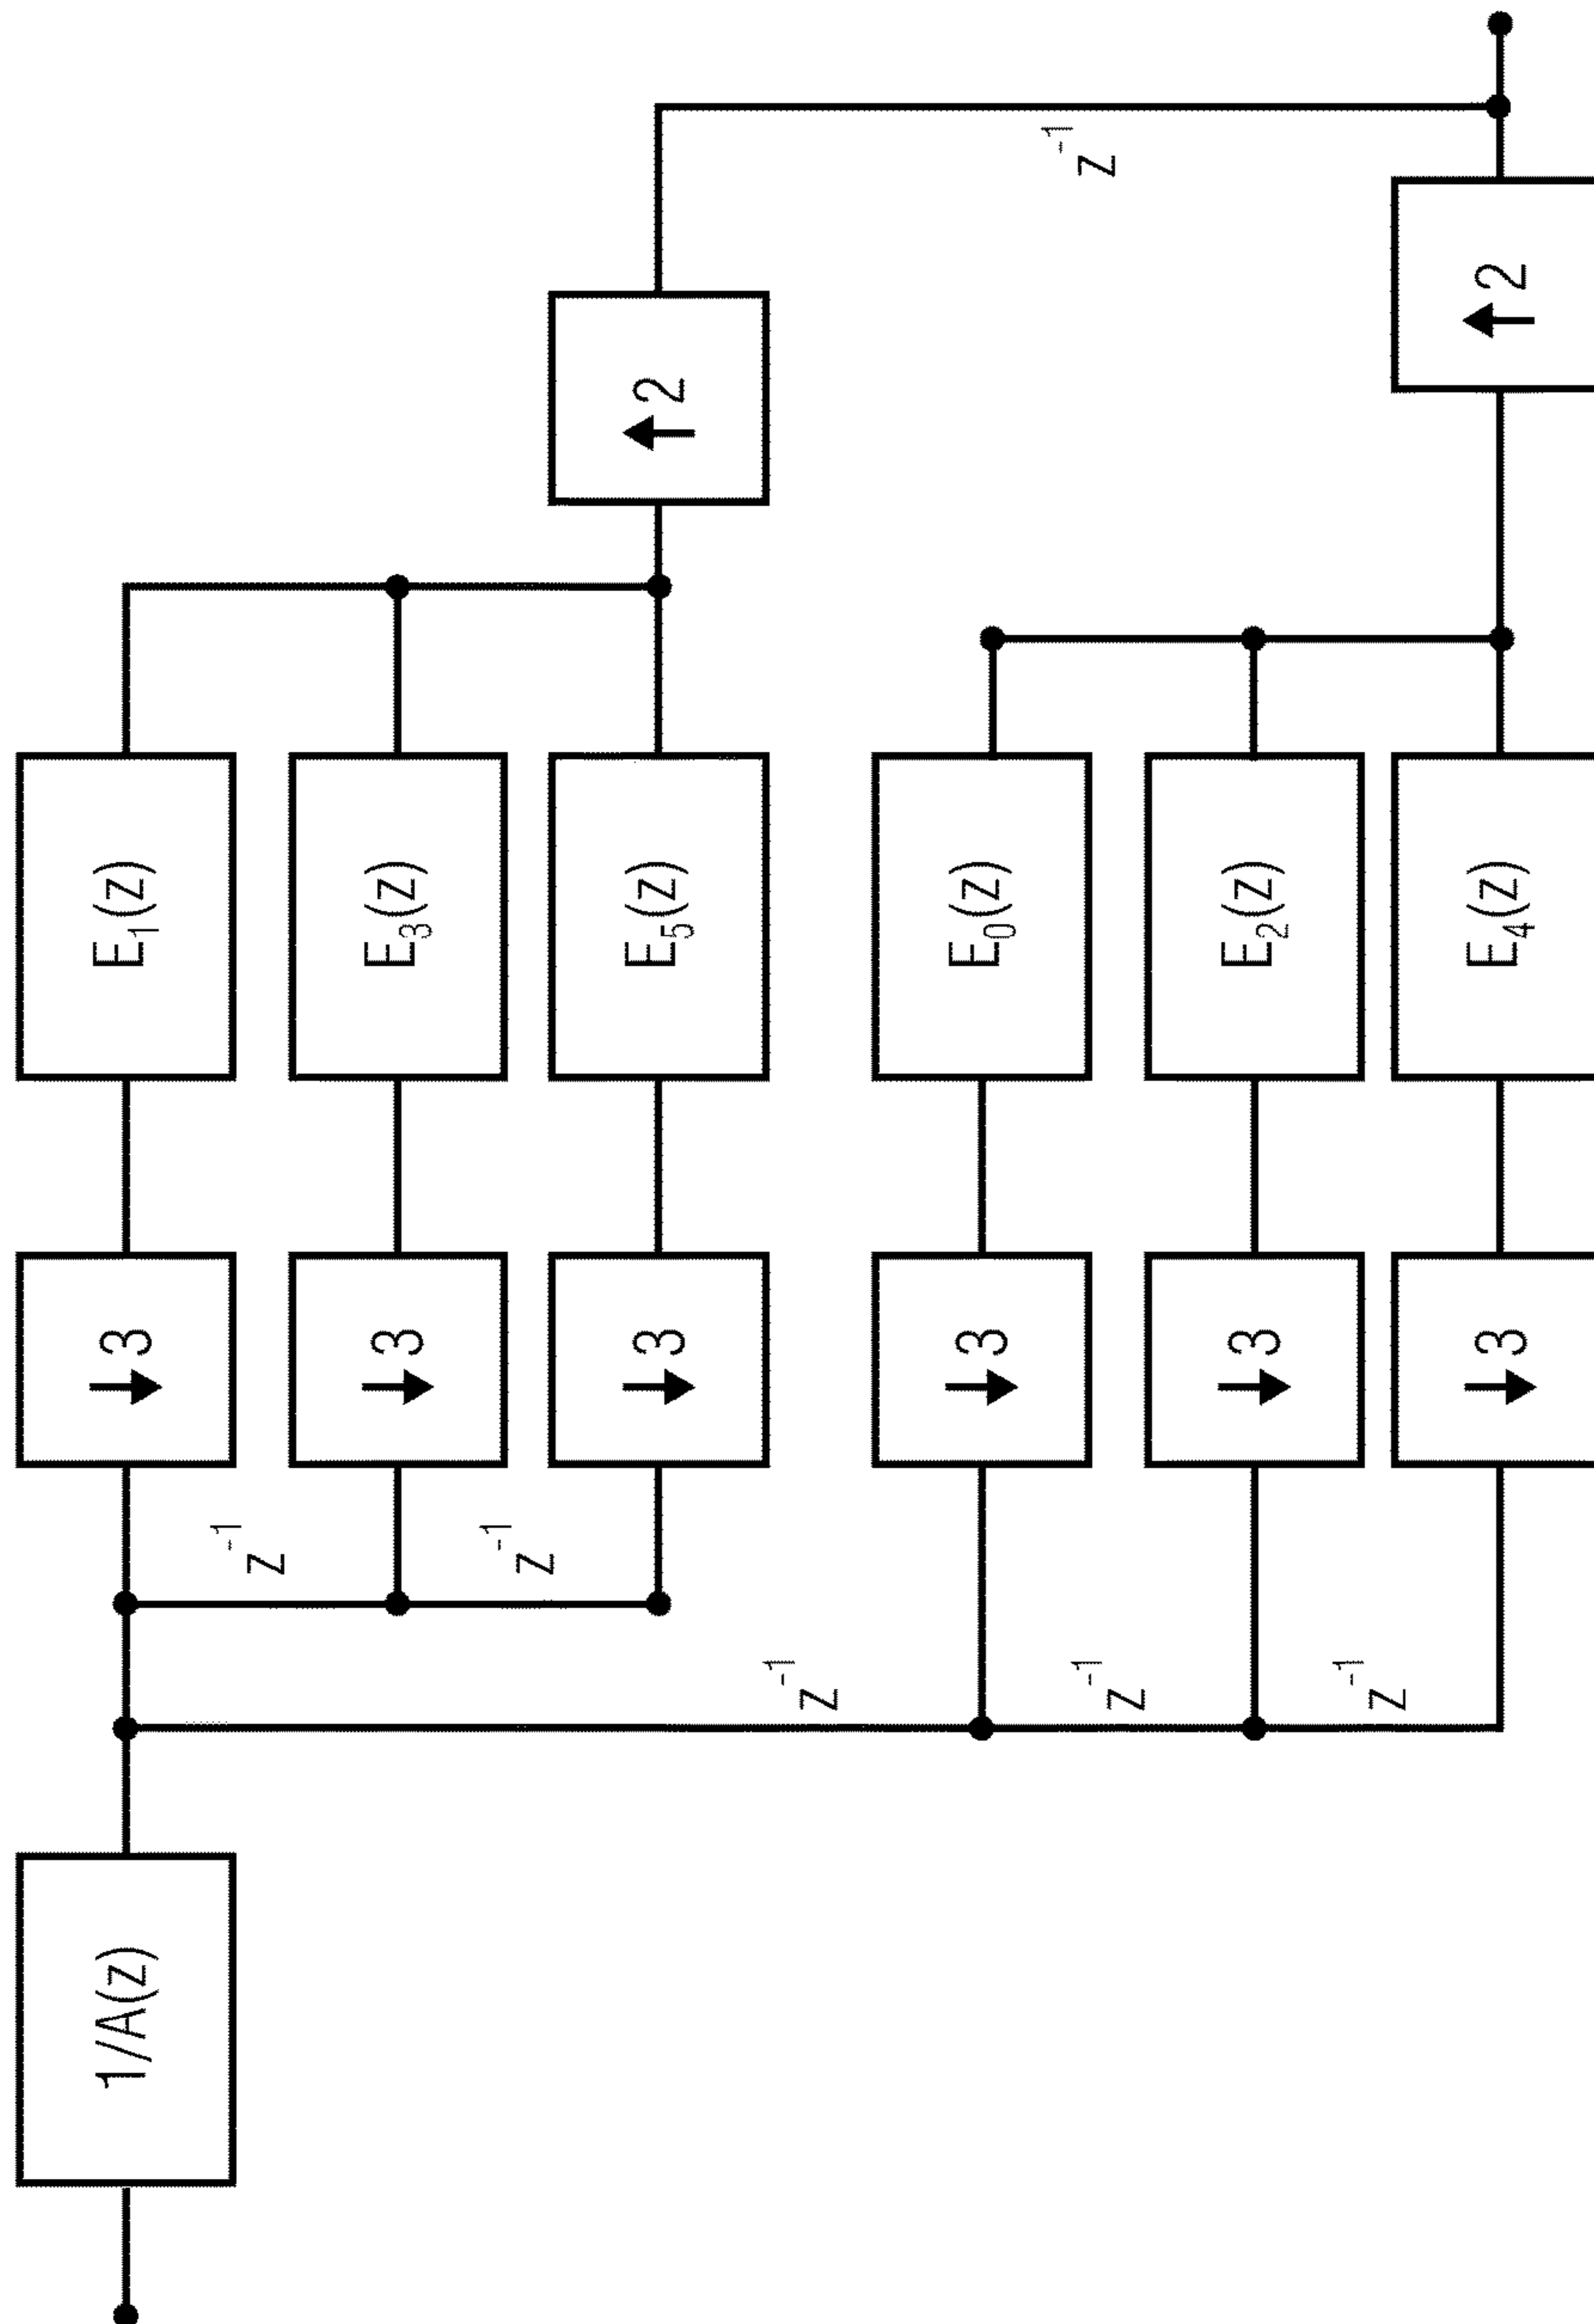 1/A(z)
z⁻¹
z⁻¹
z⁻¹
z⁻¹
z⁻¹
↓3
↓3
↓3
↓3
↓3
↓3
E₁(z)
E₃(z)
E₅(z)
E₀(z)
E₂(z)
E₄(z)
↑2
↑2
z⁻¹